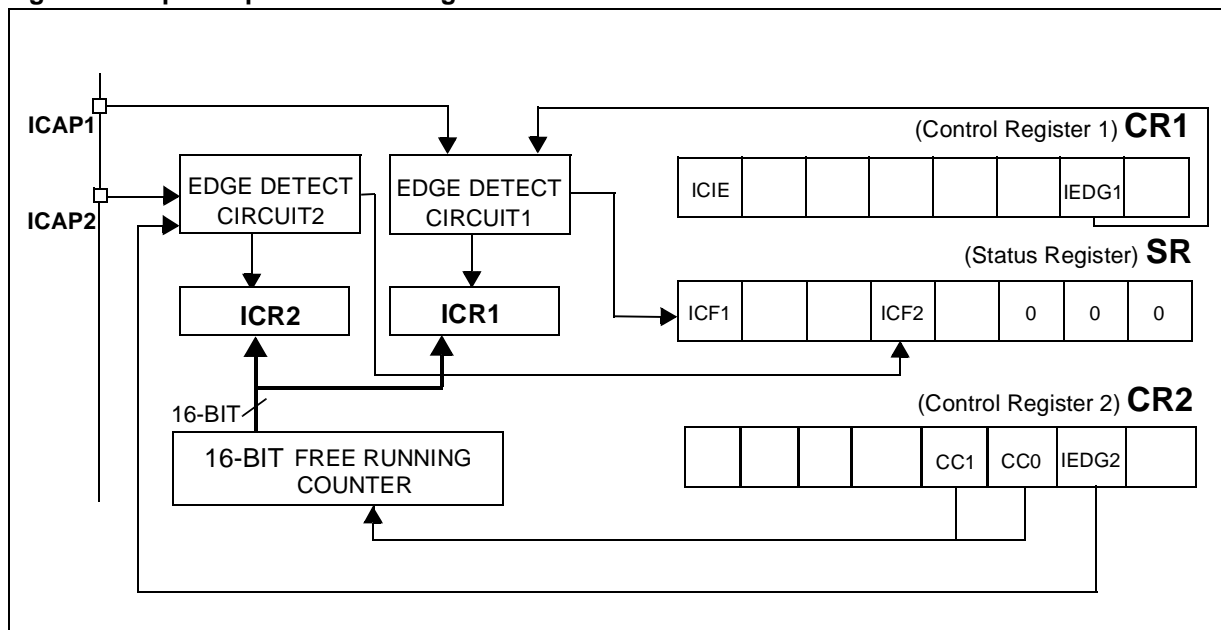 ICAP1
ICAP2
(Control Register 1) CR1
EDGE DETECT
CIRCUIT2
EDGE DETECT
CIRCUIT1
ICIE
IEDG1
(Status Register) SR
ICR2
ICR1
ICF1
ICF2
0
0
0
16-BIT
(Control Register 2) CR2
16-BIT FREE RUNNING
COUNTER
CC1
CC0
IEDG2